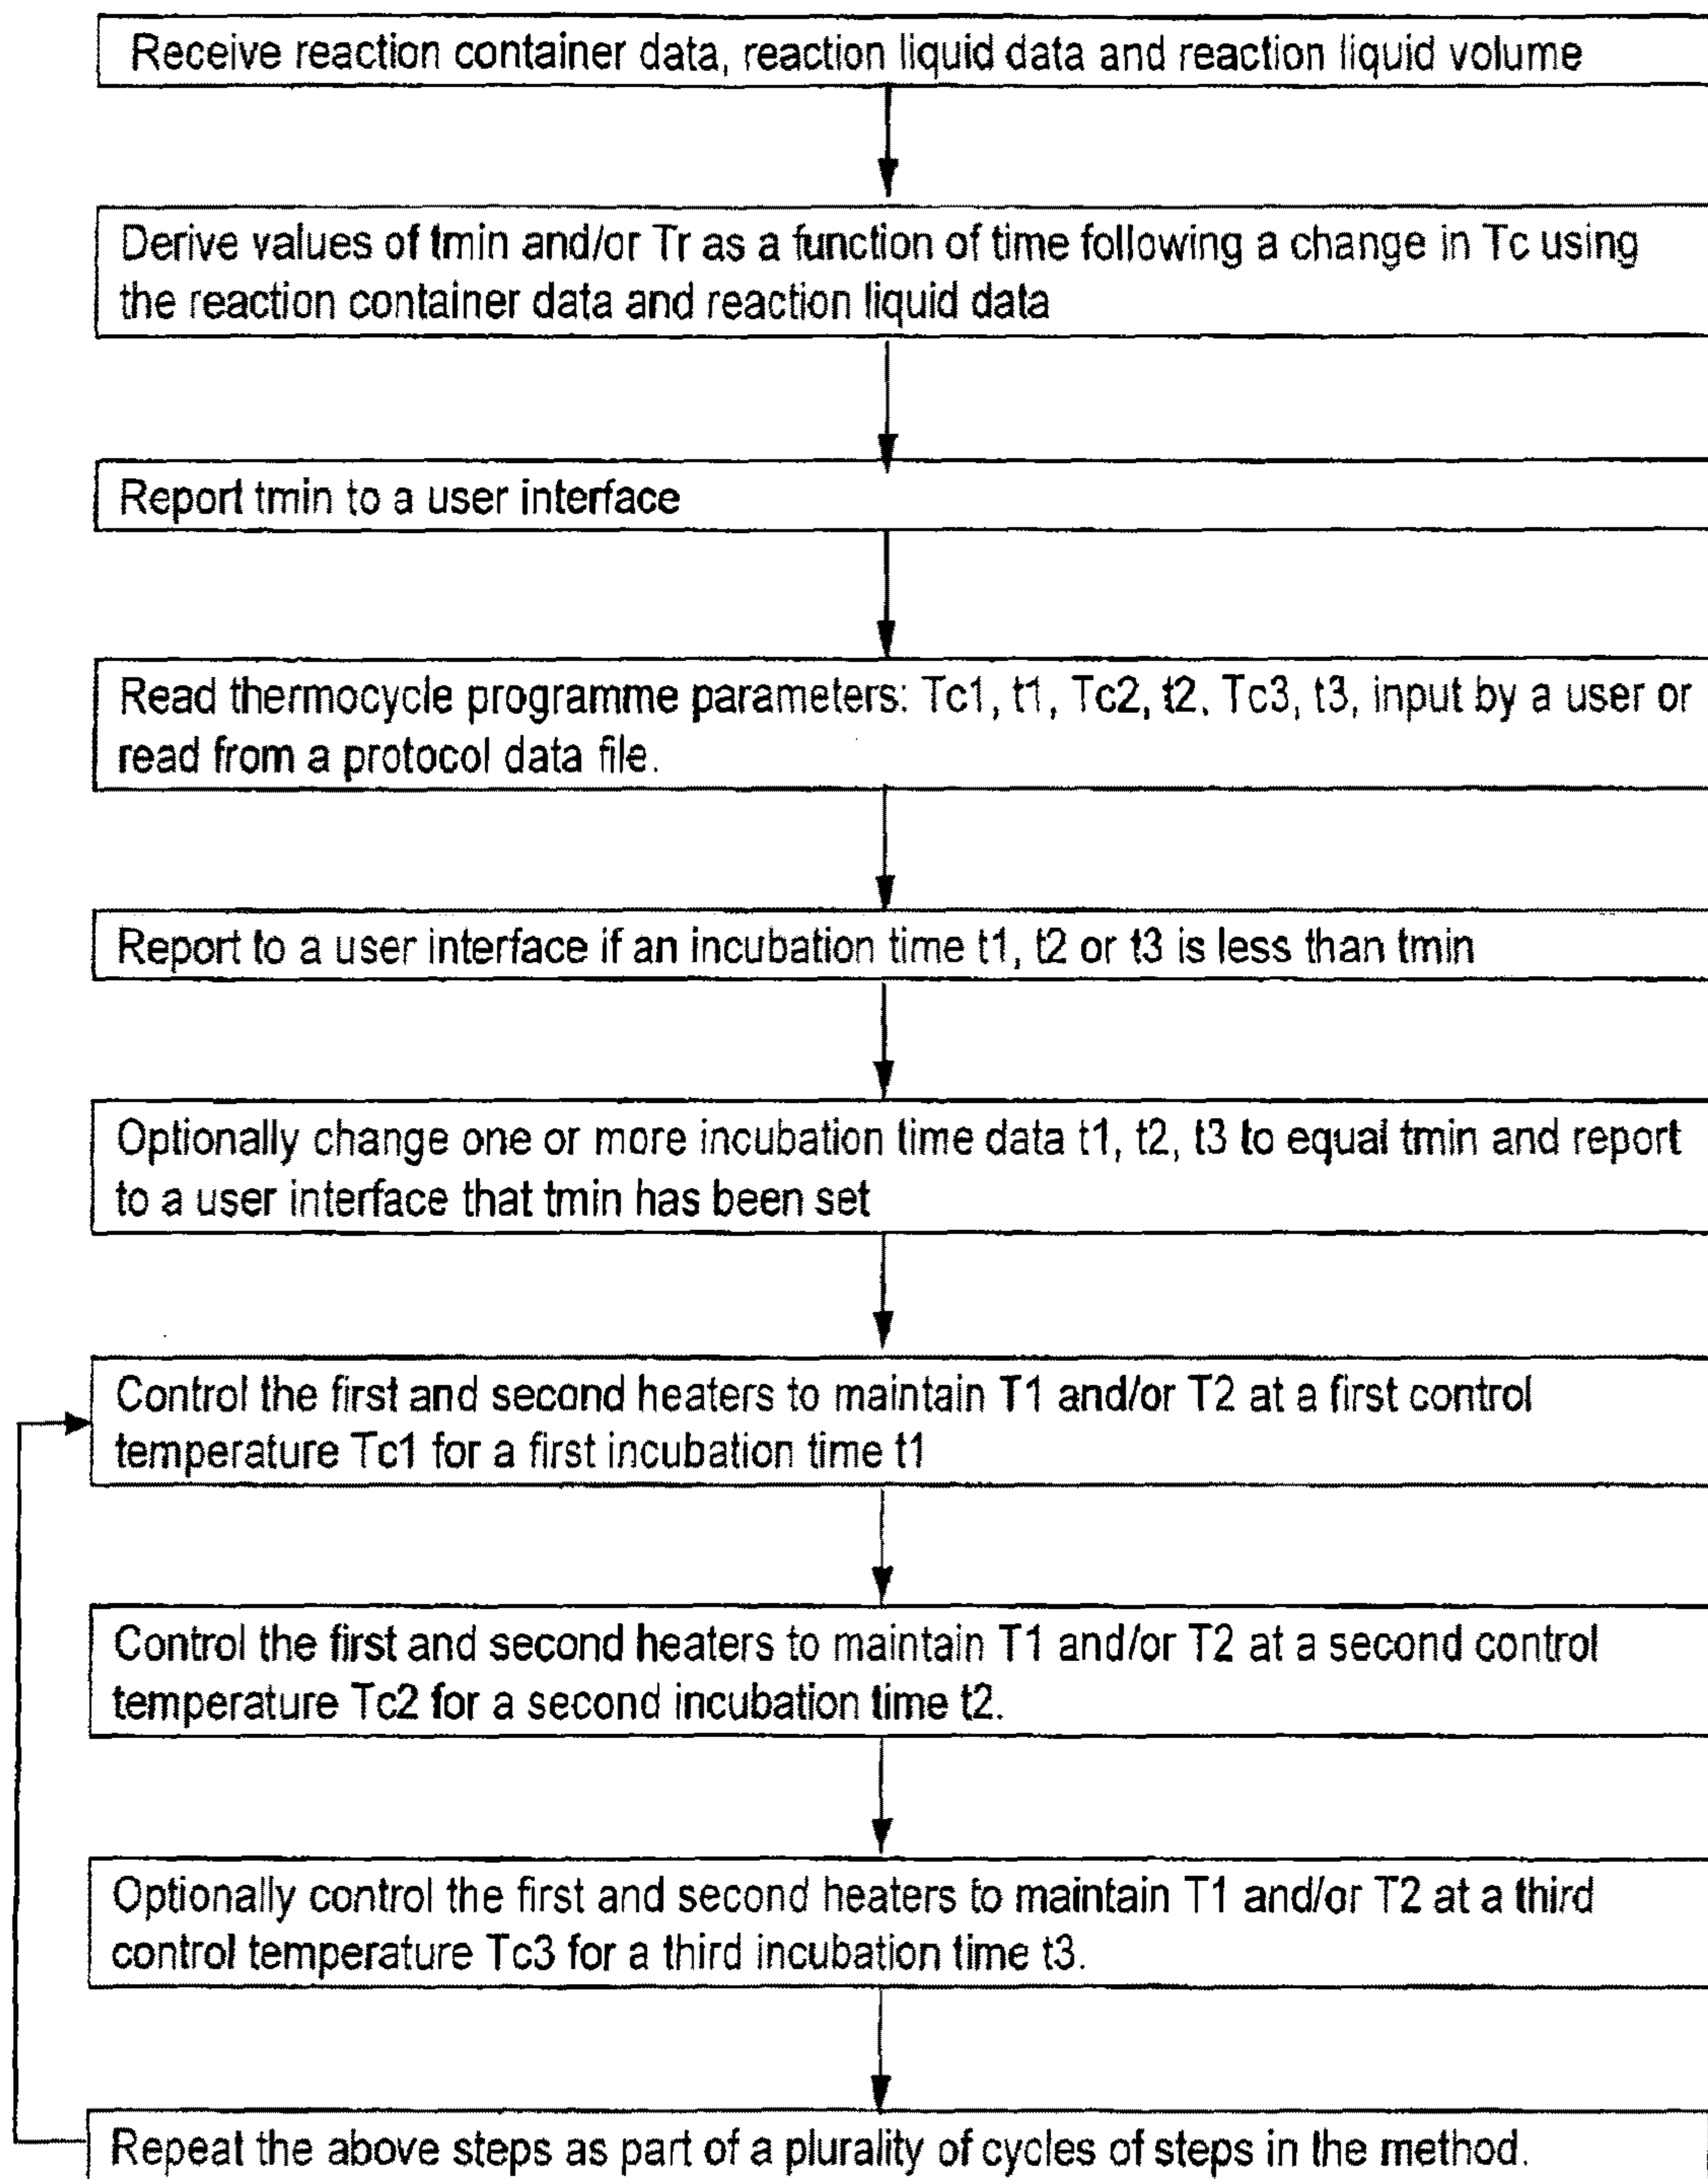 Receive reaction container data, reaction liquid data and reaction liquid volume
Derive values of tmin and/or Tr as a function of time following a change in Tc using
the reaction container data and reaction liquid data
Report tmin to a user interface
Read thermocycle programme parameters: Tc1, t1, Tc2, t2, Tc3, t3, input by a user or
read from a protocol data file.
Report to a user interface if an incubation time t1, t2 or t3 is less than tmin
Optionally change one or more incubation time data t1, t2, t3 to equal tmin and report
to a user interface that tmin has been set
Control the first and second heaters to maintain T1 and/or T2 at a first control
temperature Tc1 for a first incubation time t1
Control the first and second heaters to maintain T1 and/or T2 at a second control
temperature Tc2 for a second incubation time t2.
Optionally control the first and second heaters to maintain T1 and/or T2 at a third
control temperature Tc3 for a third incubation time t3.
Repeat the above steps as part of a plurality of cycles of steps in the method.